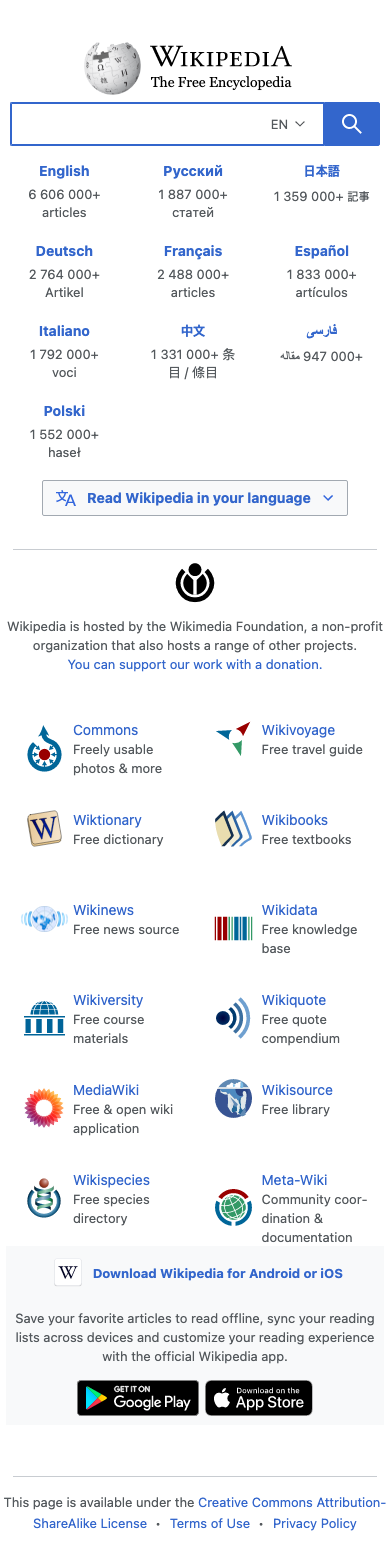 WIKIPEDIA
The Free Encyclopedia
EN
English
6 606 000+
articles
Русский
1 887 000+
статей
日本語
1 359 000+ 記事
Deutsch
2 764 000+
Artikel
Français
2 488 000+
articles
Español
1 833 000+
artículos
Italiano
1 792 000+
voci
中文
1 331 000+ 条
目 / 條目
فارسی
947 000+ مقاله
Polski
1 552 000+
haseł
文A Read Wikipedia in your language
Wikipedia is hosted by the Wikimedia Foundation, a non-profit
organization that also hosts a range of other projects.
You can support our work with a donation.
Commons
Freely usable
photos & more
Wikivoyage
Free travel guide
W
Wiktionary
Free dictionary
Wikibooks
Free textbooks
Wikinews
Free news source
Wikidata
Free knowledge
base
Wikiversity
Free course
materials
Wikiquote
Free quote
compendium
MediaWiki
Free & open wiki
application
Wikisource
Free library
Wikispecies
Free species
directory
Meta-Wiki
Community coor-
dination &
documentation
W Download Wikipedia for Android or iOS
Save your favorite articles to read offline, sync your reading
lists across devices and customize your reading experience
with the official Wikipedia app.
GET IT ON
Google Play
Download on the
App Store
This page is available under the Creative Commons Attribution-
ShareAlike License • Terms of Use • Privacy Policy